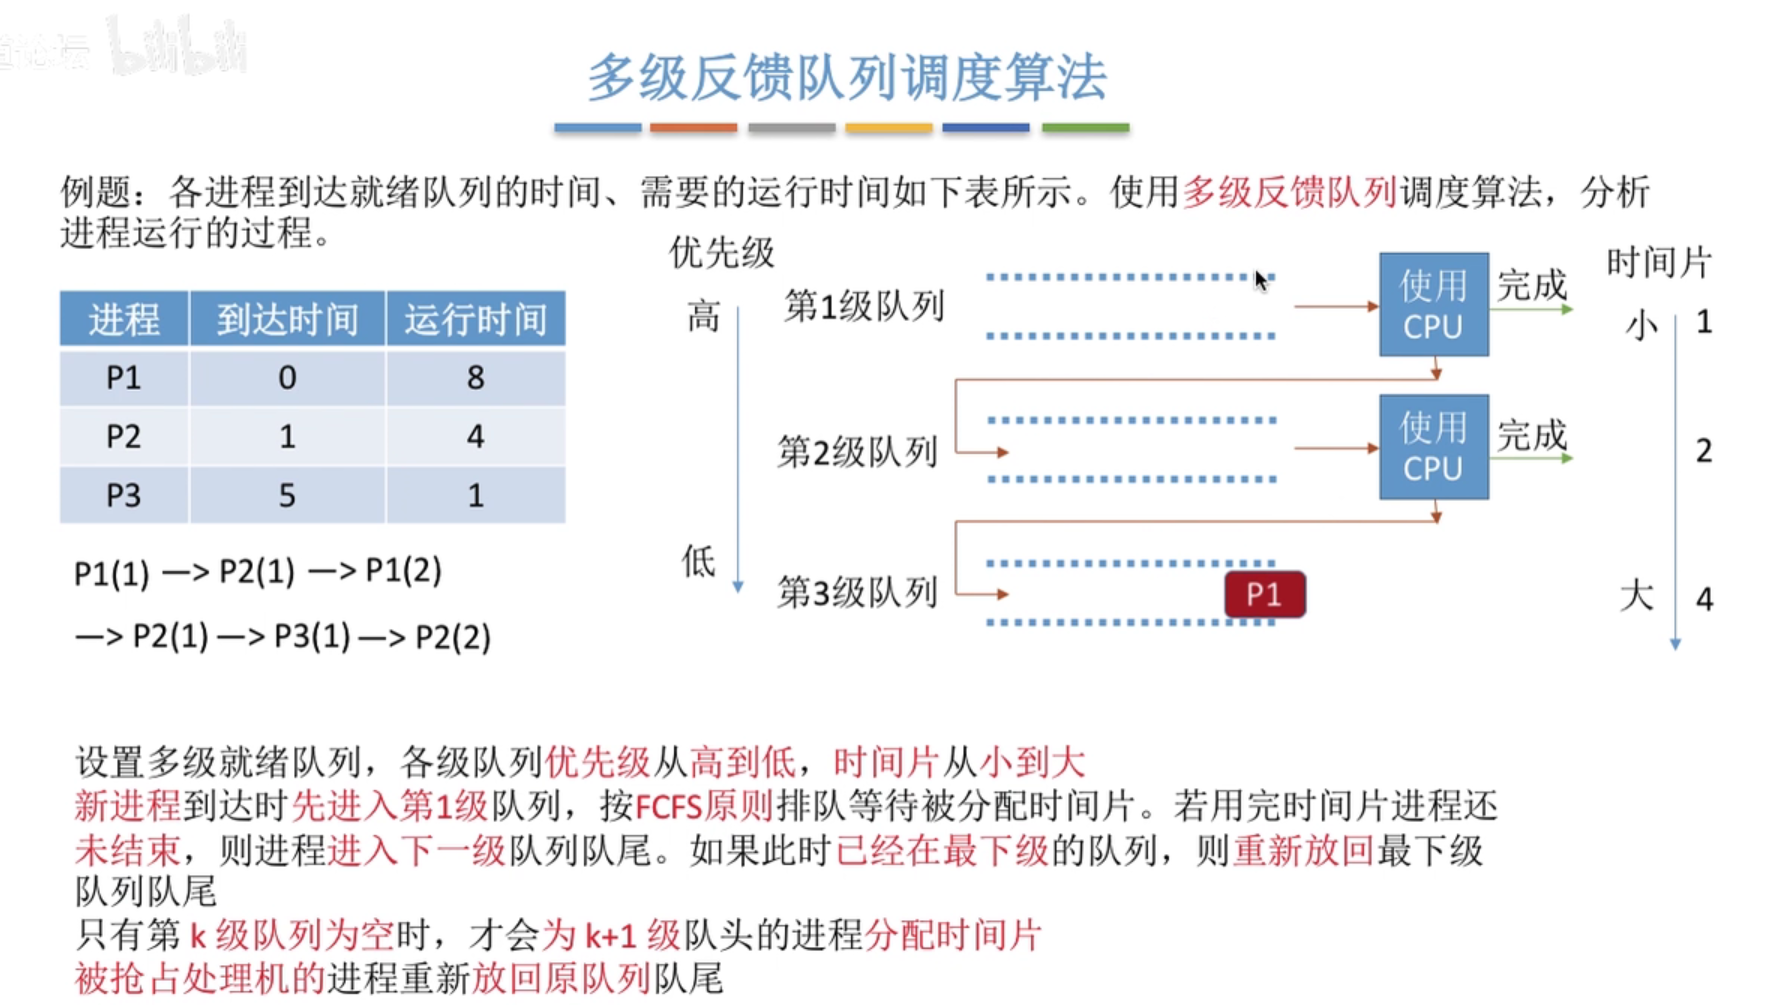 道论坛 bilibili
多级反馈队列调度算法
例题：各进程到达就绪队列的时间、需要的运行时间如下表所示。使用多级反馈队列调度算法，分析
进程运行的过程。
进程 到达时间 运行时间
P1 0 8
P2 1 4
P3 5 1
P1(1) —> P2(1) —> P1(2)
—> P2(1) —> P3(1) —> P2(2)
优先级
高
低
第1级队列
使用
CPU
完成
第2级队列
使用
CPU
完成
第3级队列
P1
时间片
小 1
2
大 4
设置多级就绪队列，各级队列优先级从高到低，时间片从小到大
新进程到达时先进入第1级队列，按FCFS原则排队等待被分配时间片。若用完时间片进程还
未结束，则进程进入下一级队列队尾。如果此时已经在最下级的队列，则重新放回最下级
队列队尾
只有第 k 级队列为空时，才会为 k+1 级队头的进程分配时间片
被抢占处理机的进程重新放回原队列队尾